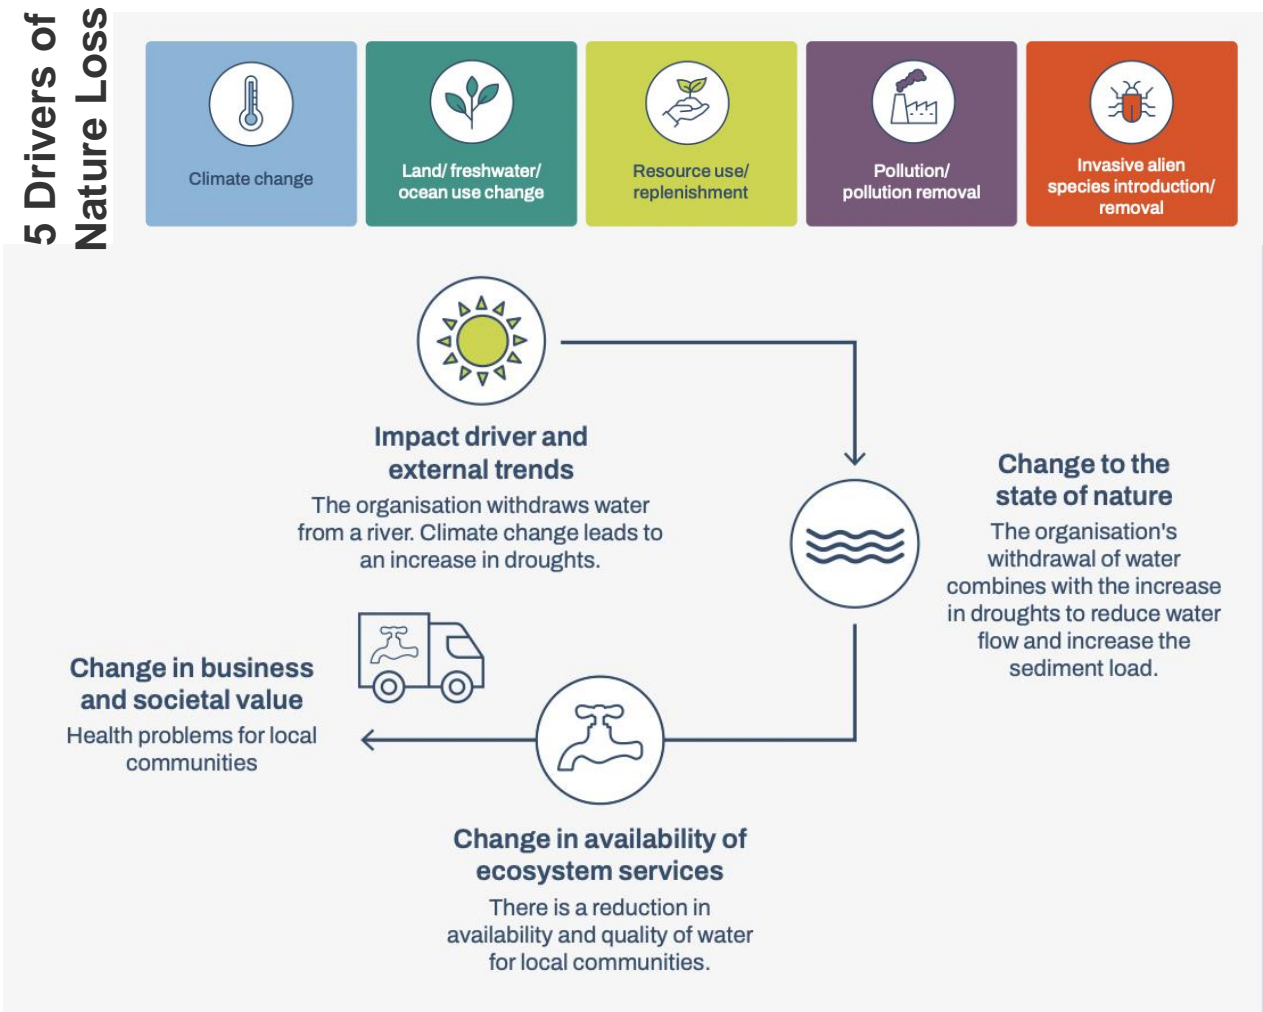 5 Drivers of
Nature Loss
Climate change
Land/ freshwater/
ocean use change
Resource use/
replenishment
Pollution/
pollution removal
Invasive alien
species introduction/
removal
Impact driver and
external trends
The organisation withdraws water
from a river. Climate change leads to
an increase in droughts.
Change to the
state of nature
The organisation's
withdrawal of water
combines with the increase
in droughts to reduce water
flow and increase the
sediment load.
Change in business
and societal value
Health problems for local
communities
Change in availability of
ecosystem services
There is a reduction in
availability and quality of water
for local communities.